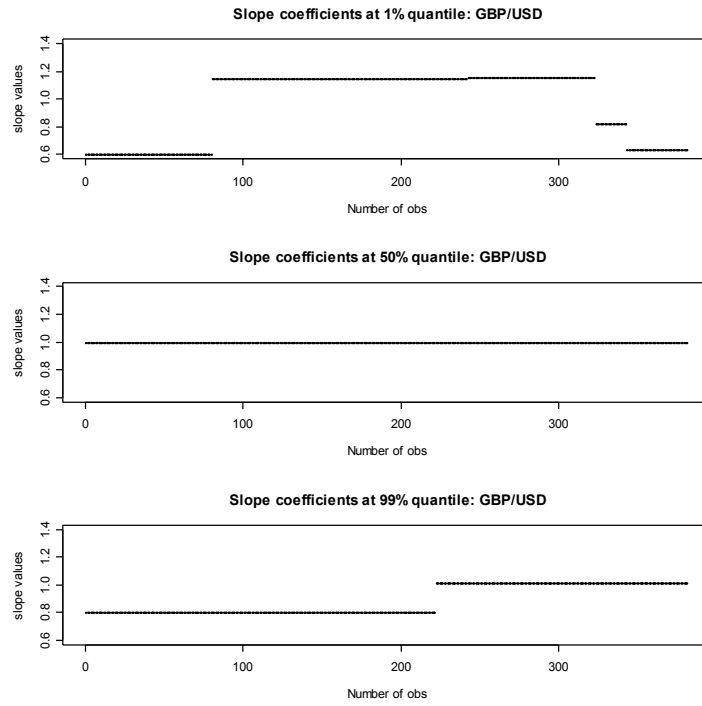 Slope coefficients at 1% quantile: GBP/USD
slope values
1.4
1.2
1.0
0.8
0.6
0 100 200 300
Number of obs
Slope coefficients at 50% quantile: GBP/USD
slope values
1.4
1.2
1.0
0.8
0.6
0 100 200 300
Number of obs
Slope coefficients at 99% quantile: GBP/USD
slope values
1.4
1.2
1.0
0.8
0.6
0 100 200 300
Number of obs